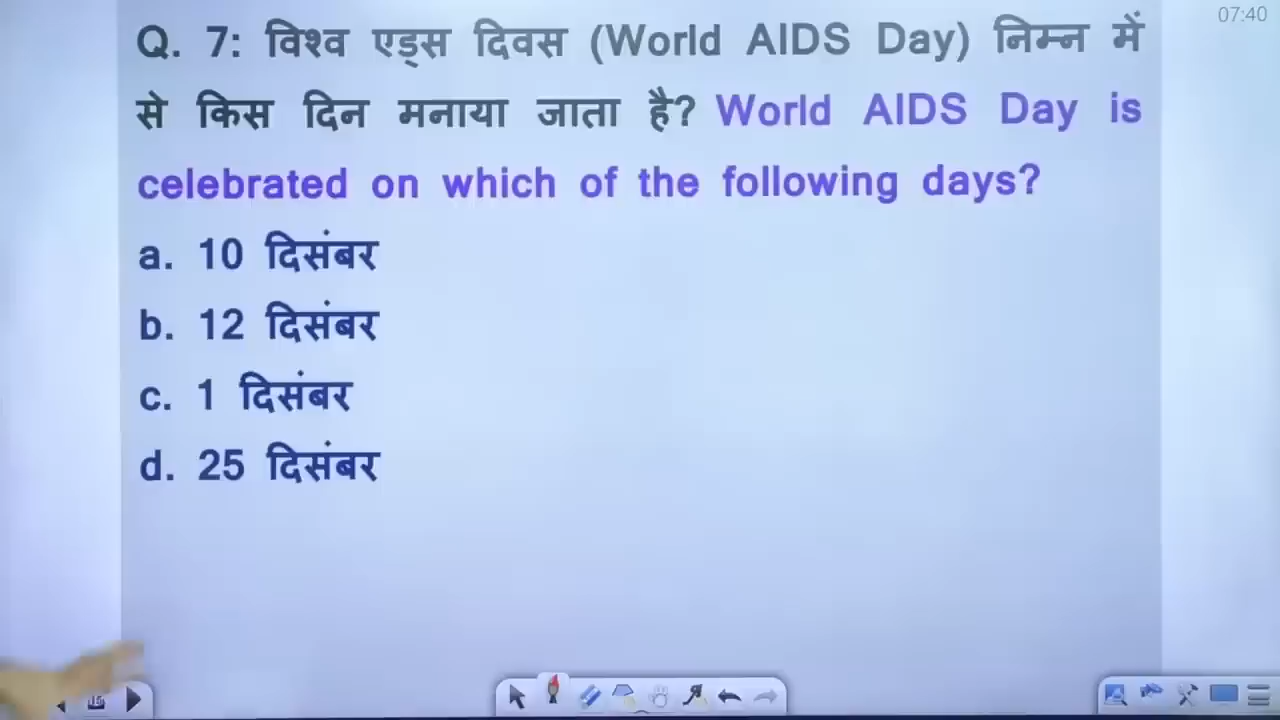 07:40
Q. 7: विश्व एड्स दिवस (World AIDS Day) निम्न में
से किस दिन मनाया जाता है? World AIDS Day is
celebrated on which of the following days?
a. 10 दिसंबर
b. 12 दिसंबर
c. 1 दिसंबर
d. 25 दिसंबर